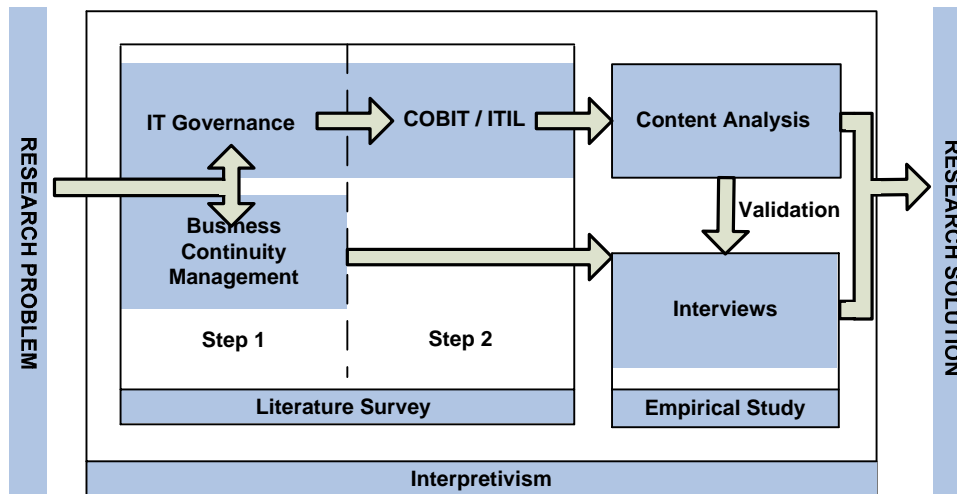 RESEARCH PROBLEM
IT Governance
COBIT / ITIL
Content Analysis
Validation
Business
Continuity
Management
Interviews
Step 1
Step 2
Literature Survey
Empirical Study
Interpretivism
RESEARCH SOLUTION